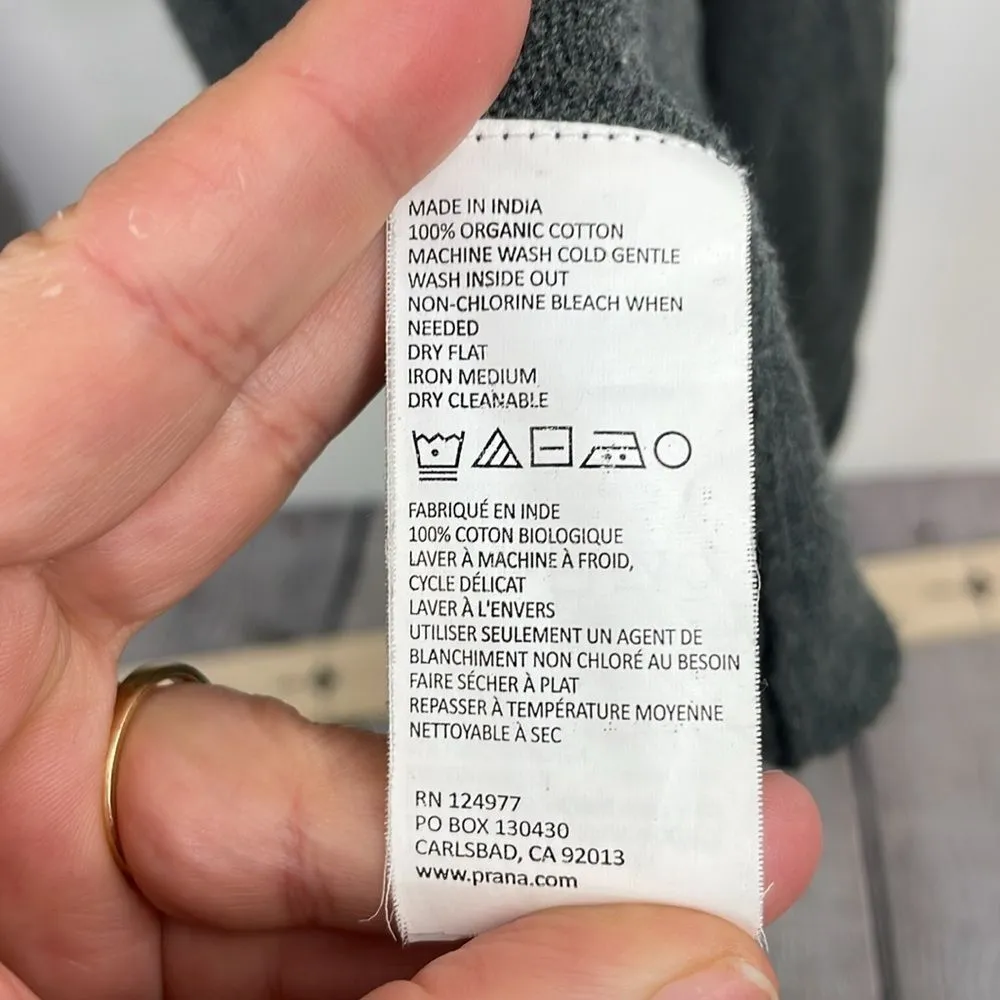 MADE IN INDIA
100% ORGANIC COTTON
MACHINE WASH COLD GENTLE
WASH INSIDE OUT
NON-CHLORINE BLEACH WHEN
NEEDED
DRY FLAT
IRON MEDIUM
DRY CLEANABLE
FABRIQUÉ EN INDE
100% COTON BIOLOGIQUE
LAVER À MACHINE À FROID,
CYCLE DÉLICAT
LAVER À L'ENVERS
UTILISER SEULEMENT UN AGENT DE
BLANCHIMENT NON CHLORÉ AU BESOIN
FAIRE SÉCHER À PLAT
REPASSER À TEMPÉRATURE MOYENNE
NETTOYABLE À SEC
RN 124977
PO BOX 130430
CARLSBAD, CA 92013
www.prana.com